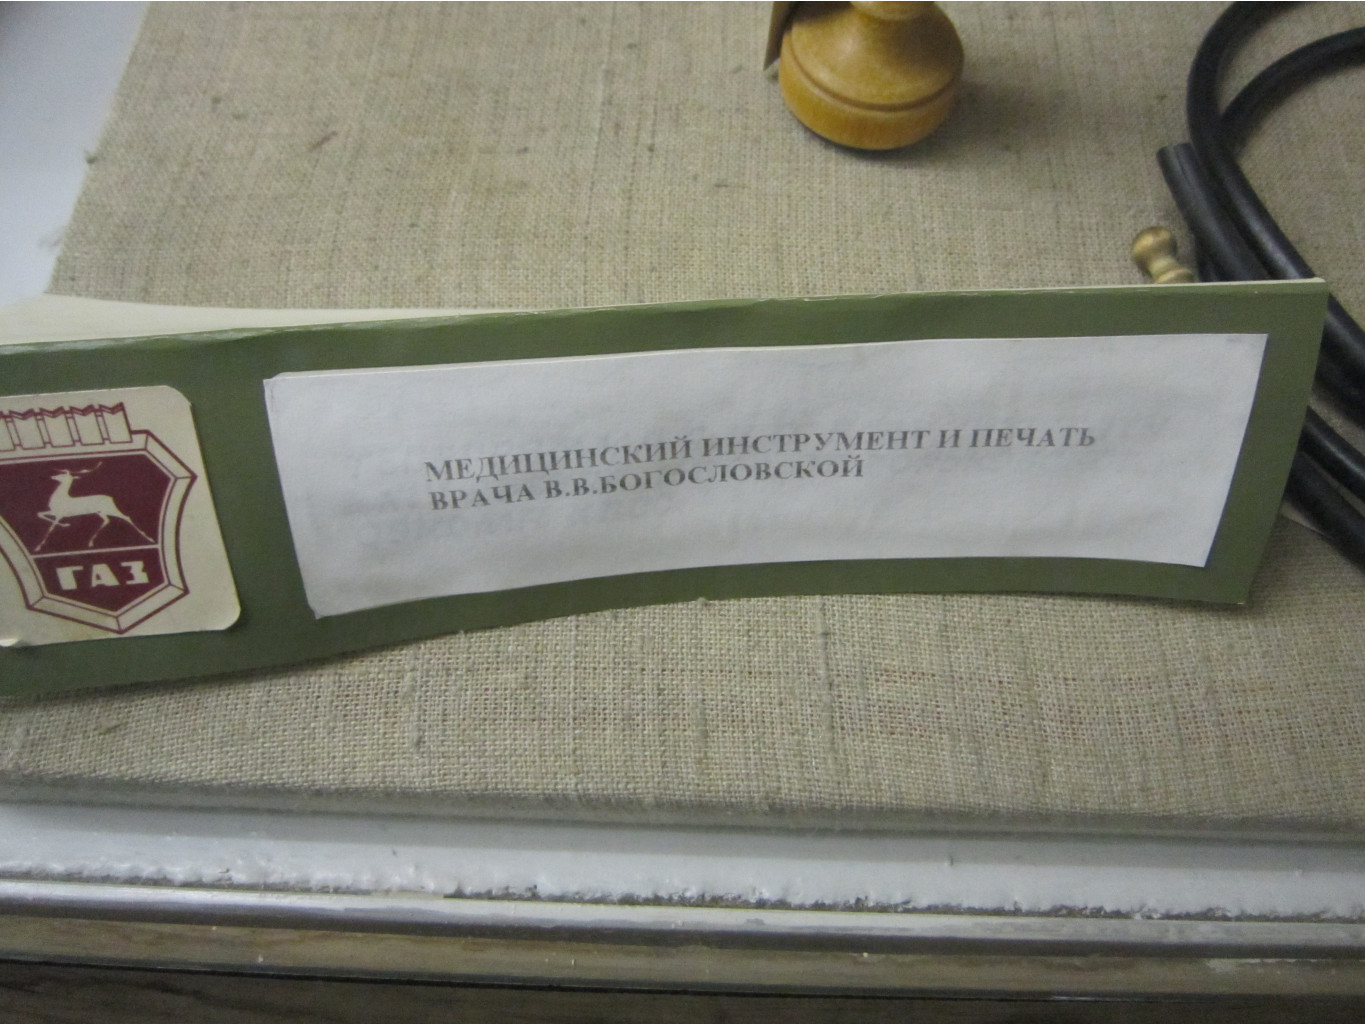 МЕДИЦИНСКИЙ ИНСТРУМЕНТ И ПЕЧАТЬ
ВРАЧА В.В.БОГОСЛОВСКОЙ
ГАЗ